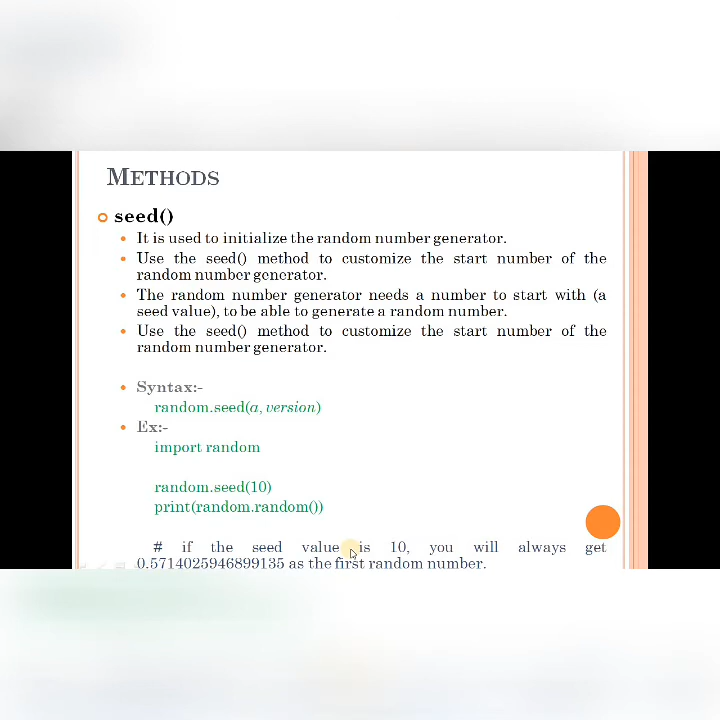 METHODS
seed()
It is used to initialize the random number generator.
Use the seed() method to customize the start number of the
random number generator.
The random number generator needs a number to start with (a
seed value), to be able to generate a random number.
Use the seed() method to customize the start number of the
random number generator.
Syntax:-
random.seed(a, version)
Ex:-
import random
random.seed(10)
print(random.random())
# if the seed value is 10, you will always get
0.5714025946899135 as the first random number.